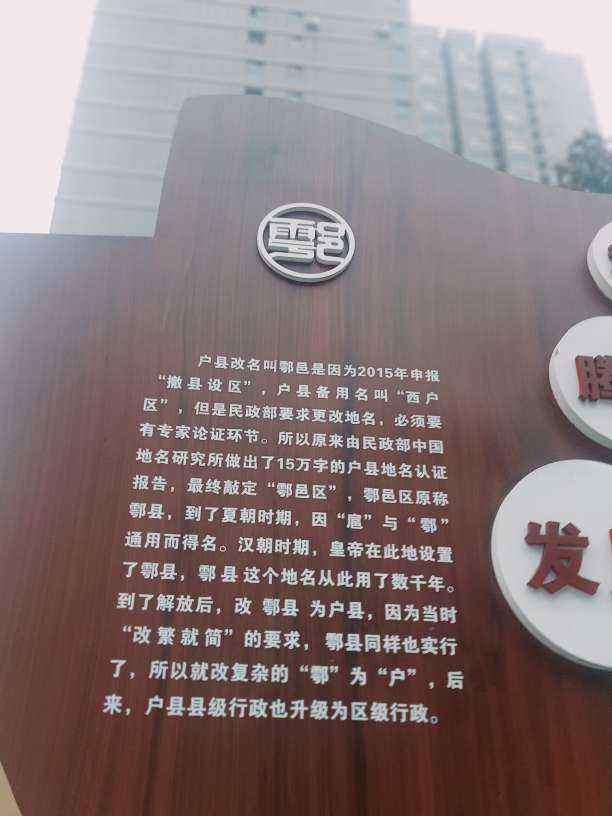 鄠邑
户县改名叫鄠邑是因为2015年申报
“撤县设区”，户县备用名叫“西户
区”，但是民政部要求更改地名，必须要
有专家论证环节。所以原来由民政部中国
地名研究所做出了15万字的户县地名认证
报告，最终敲定“鄠邑区”，鄠邑区原称
鄠县，到了夏朝时期，因“扈”与“鄠”
通用而得名。汉朝时期，皇帝在此地设置
了鄠县，鄠县这个地名从此用了数千年。
到了解放后，改 鄠县 为户县，因为当时
“改繁就简”的要求，鄠县同样也实行
了，所以就改复杂的“鄠”为“户”，后
来，户县县级行政也升级为区级行政。
腾
发